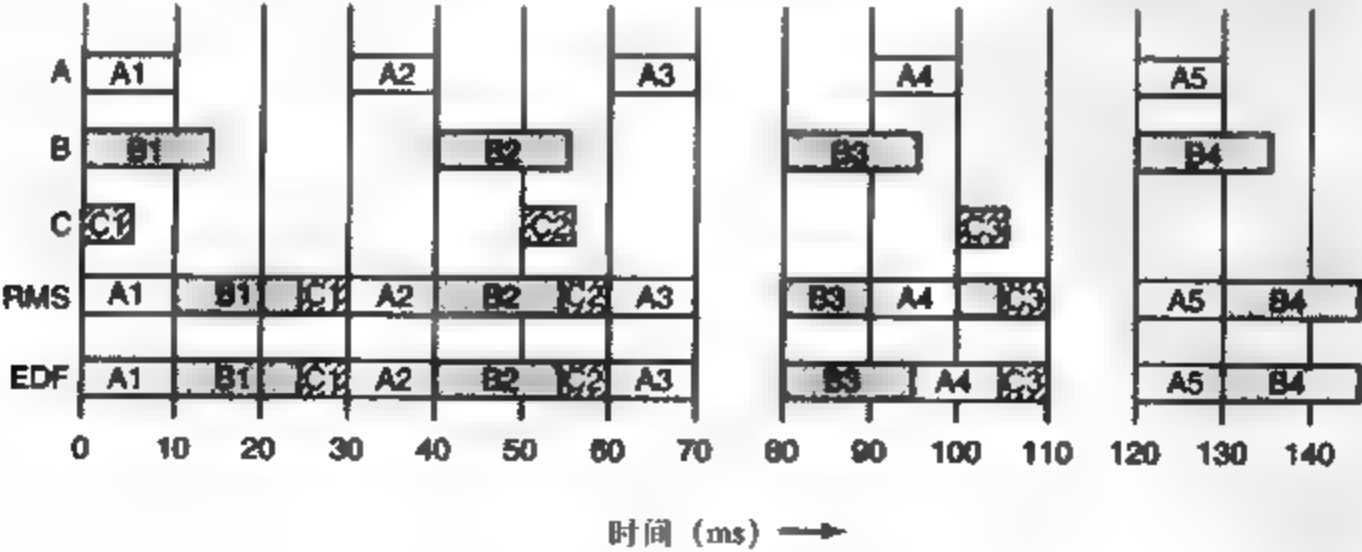 A A1 A2 A3 A4 A5
B B1 B2 B3 B4
C C1 C2 C3
RMS A1 B1 C1 A2 B2 C2 A3 B3 A4 C3 A5 B4
EDF A1 B1 C1 A2 B2 C2 A3 B3 A4 C3 A5 B4
0 10 20 30 40 50 60 70 80 90 100 110 120 130 140
时间 (ms)